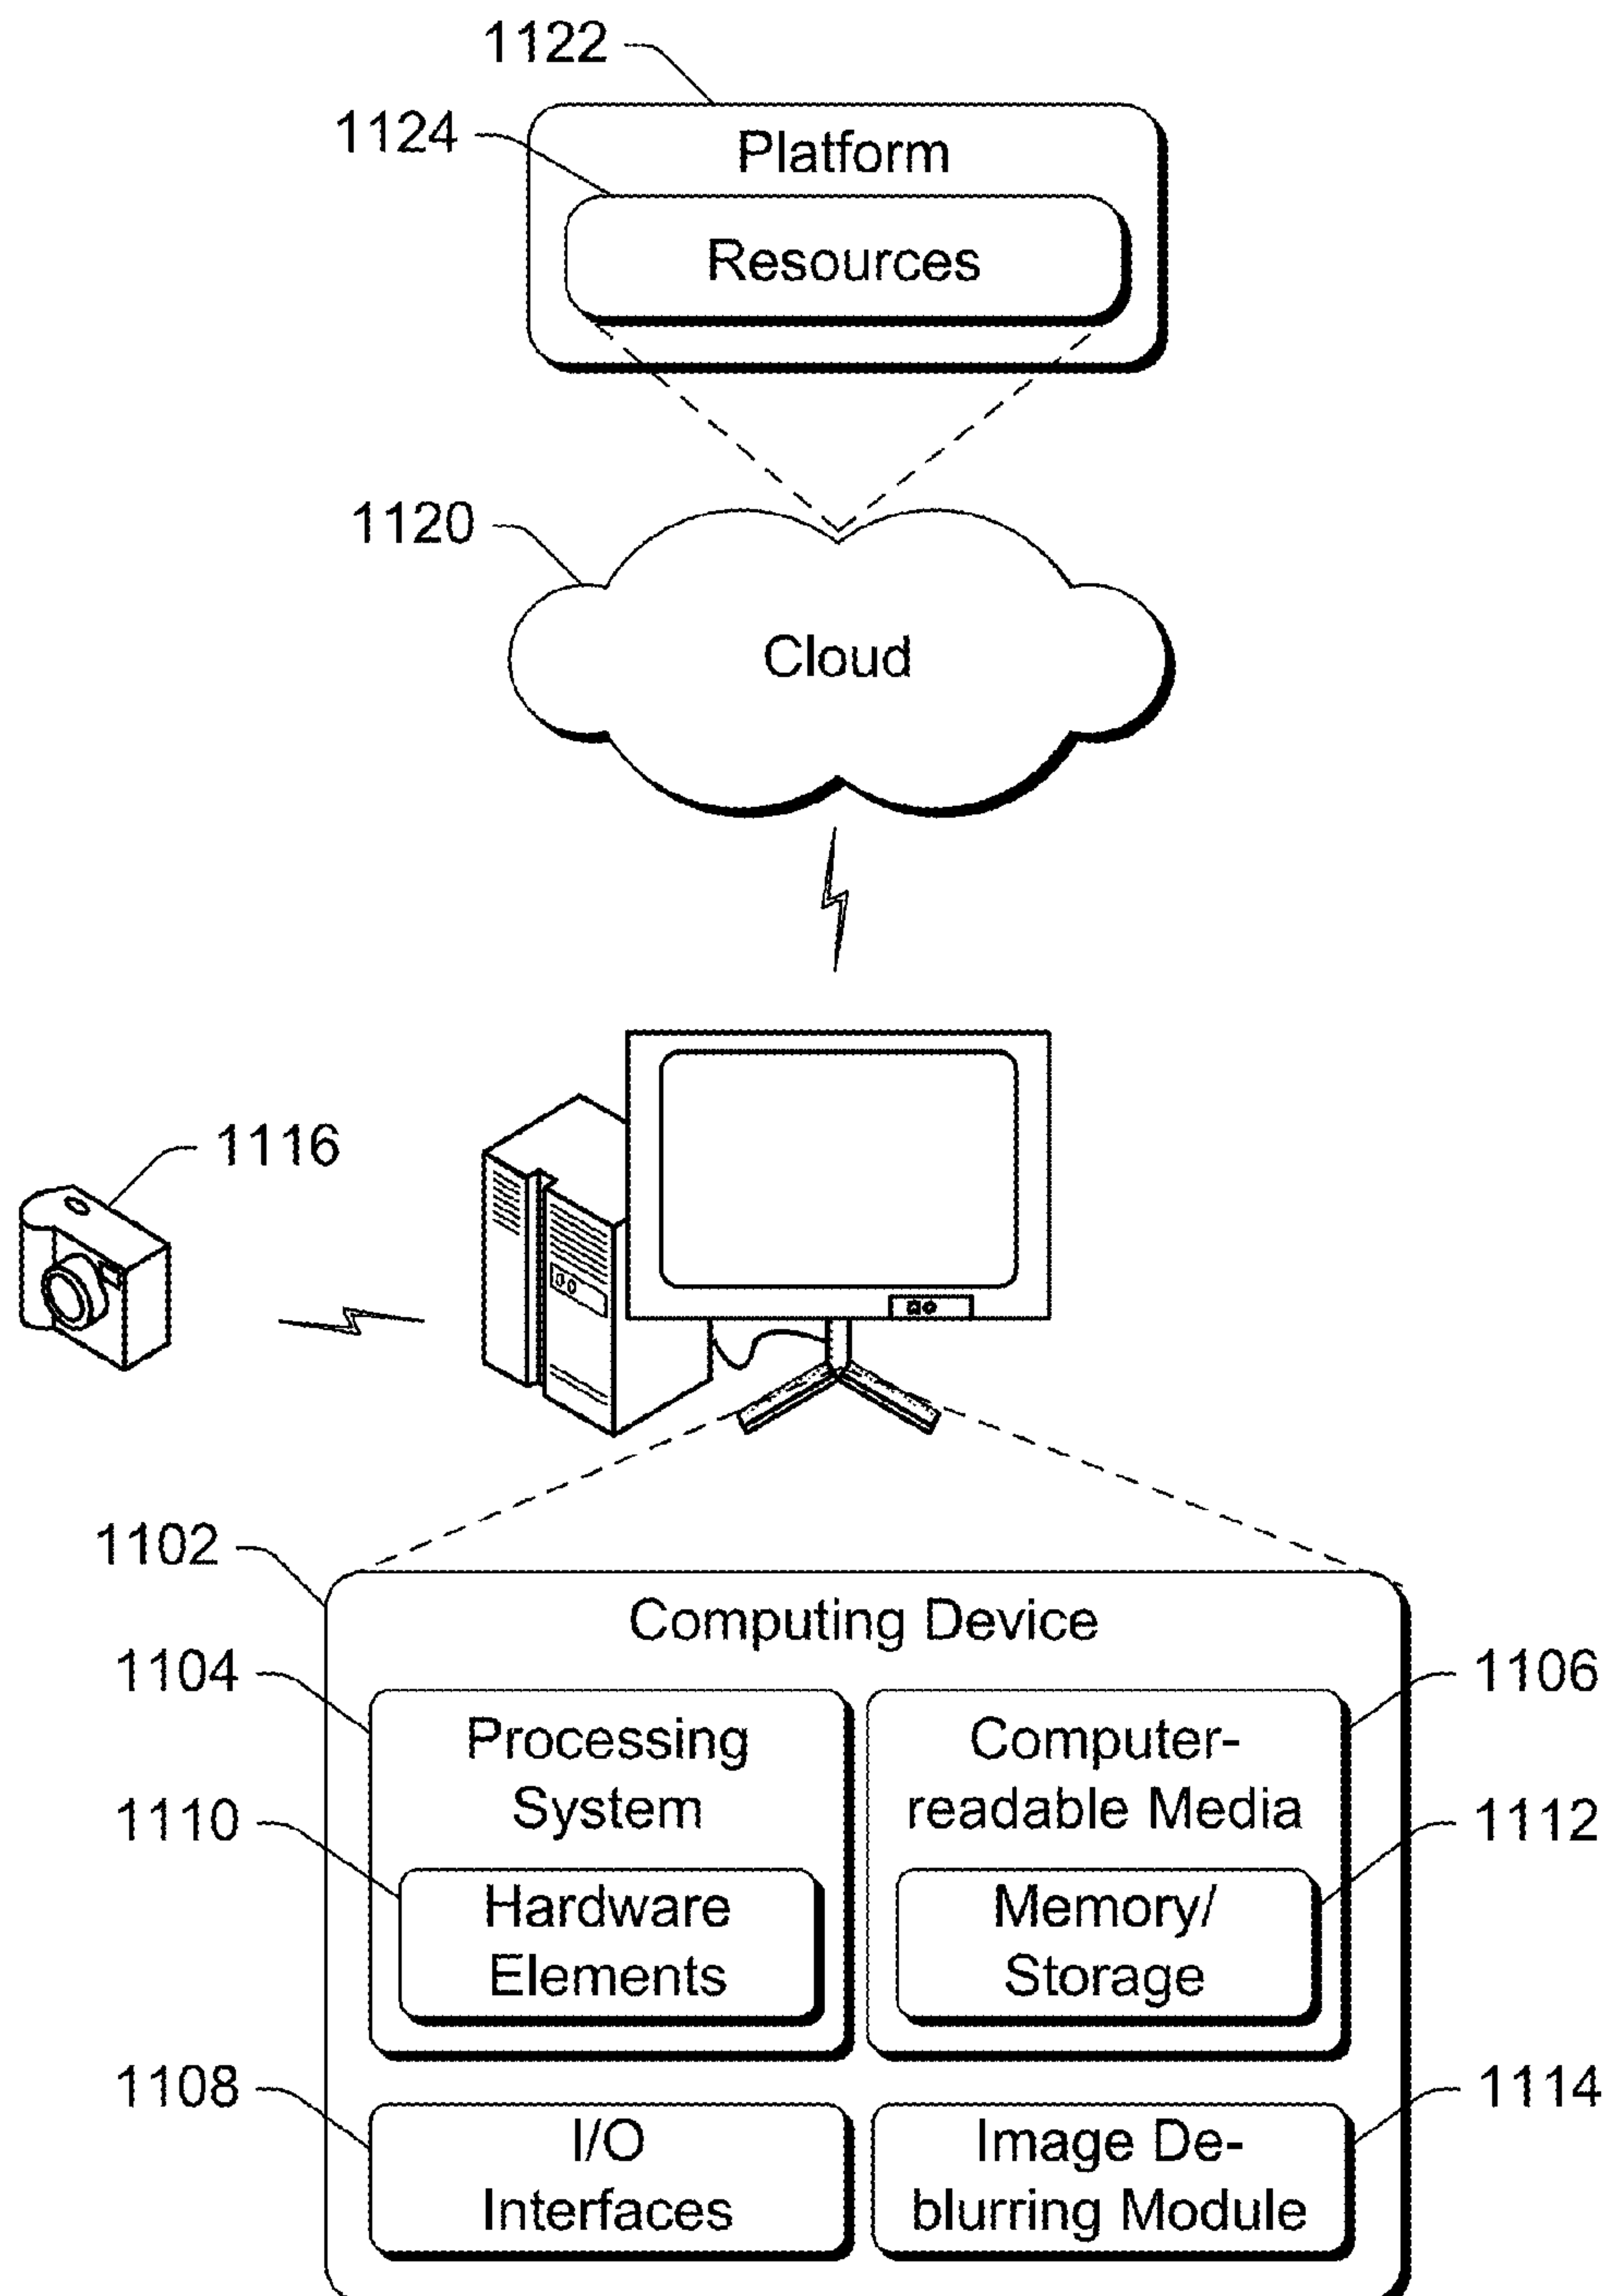 1122
1124
Platform
Resources
1120
Cloud
1116
1102
Computing Device
1104
1106
Processing
System
Computer-
readable Media
1110
1112
Hardware
Elements
Memory/
Storage
1108
1114
I/O
Interfaces
Image De-
blurring Module